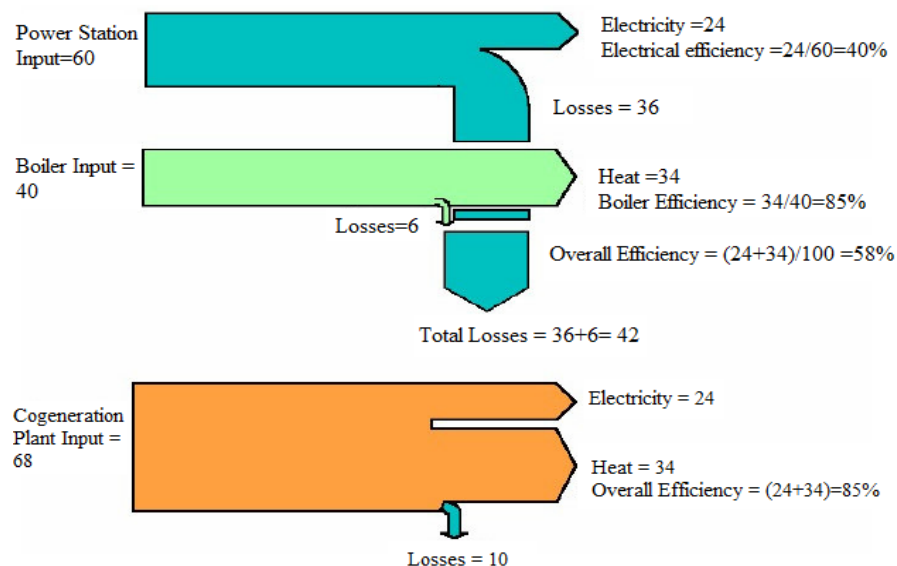 Power Station
Input=60
Electricity =24
Electrical efficiency =24/60=40%
Losses = 36
Boiler Input =
40
Heat =34
Boiler Efficiency = 34/40=85%
Losses=6
Overall Efficiency = (24+34)/100 =58%
Total Losses = 36+6= 42
Cogeneration
Plant Input =
68
Electricity = 24
Heat = 34
Overall Efficiency = (24+34)=85%
Losses = 10